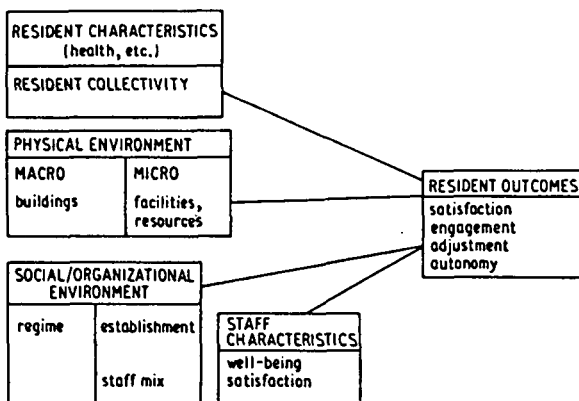 RESIDENT CHARACTERISTICS
(health, etc.)
RESIDENT COLLECTIVITY
PHYSICAL ENVIRONMENT
MACRO
buildings
MICRO
facilities,
resources
RESIDENT OUTCOMES
satisfaction
engagement
adjustment
autonomy
SOCIAL/ORGANIZATIONAL
ENVIRONMENT
regime
establishment
staff mix
STAFF
CHARACTERISTICS
well-being
satisfaction